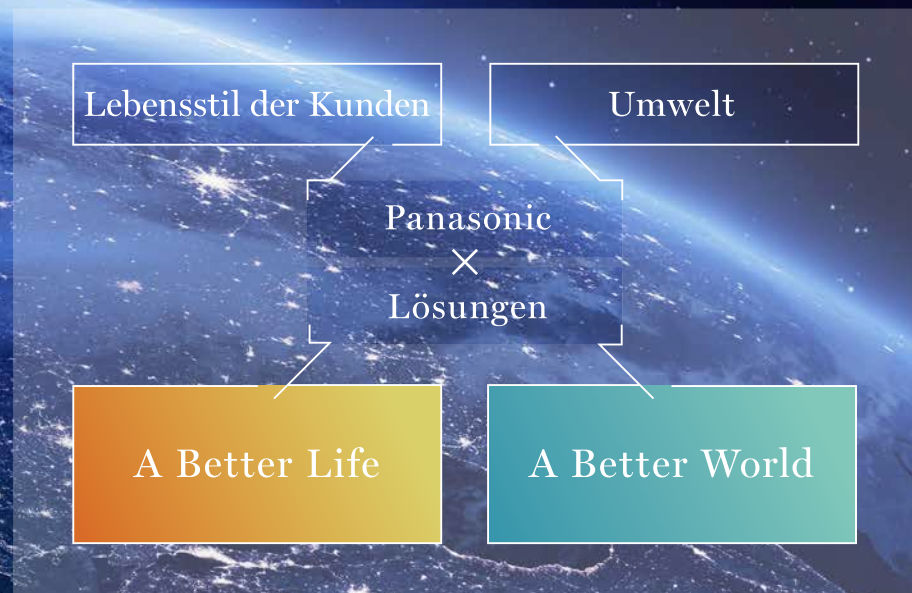 Lebensstil der Kunden
Umwelt
Panasonic
×
Lösungen
A Better Life
A Better World